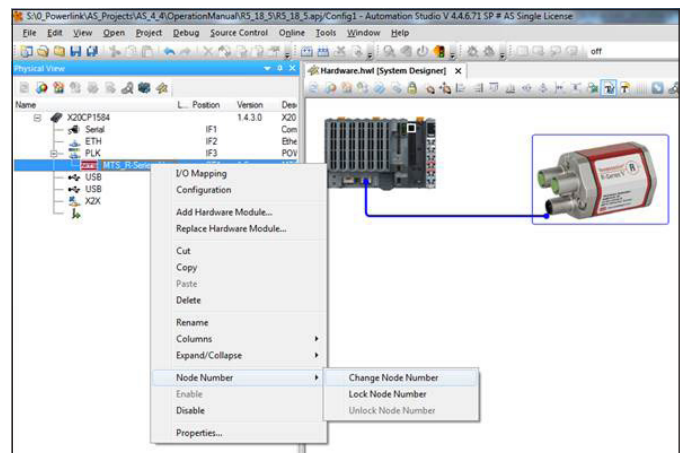 S:\0_Powerlink\AS_Projects\AS_4_4\OperationManual\R5_18_5\R5_18_5.apj/Config1 - Automation Studio V 4.4.6.71 SP # AS Single License
File Edit View Open Project Debug Source Control Online Tools Window Help
off
Physical View
Hardware.hwl [System Designer] X
Name L... Position Version
X20CP1584 1.4.3.0 X20
Serial IF1 Com
ETH IF2 Ethe
PLK IF3
MTS_R-Series
USB
USB
X2X
I/O Mapping
Configuration
Add Hardware Module...
Replace Hardware Module...
Cut
Copy
Paste
Delete
Rename
Columns
Expand/Collapse
Node Number
Enable
Disable
Properties...
Change Node Number
Lock Node Number
Unlock Node Number
R-Series V
R